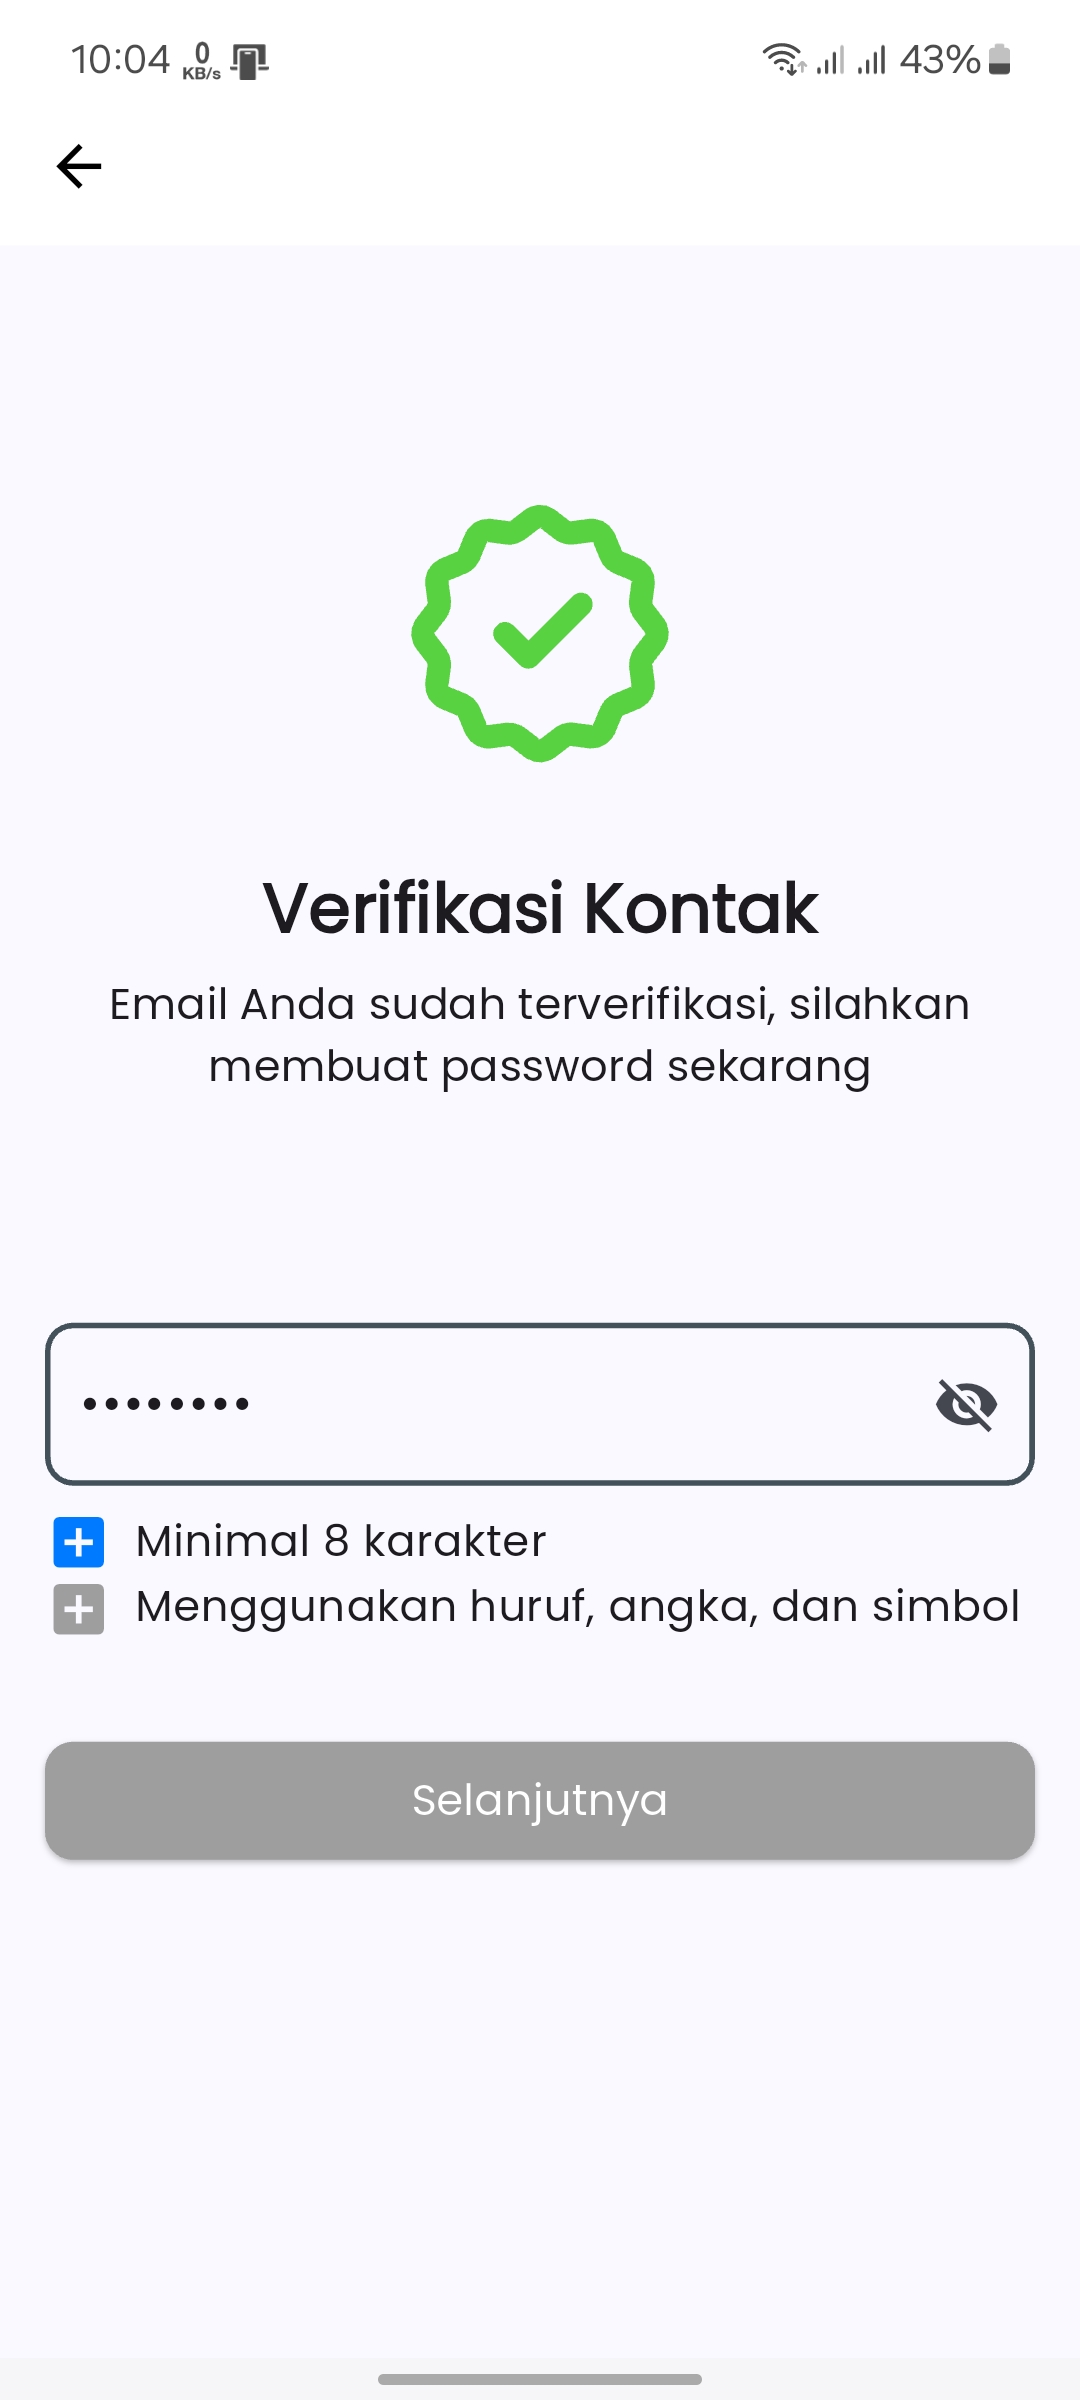 10:04 0 KB/s 43%
Verifikasi Kontak
Email Anda sudah terverifikasi, silahkan
membuat password sekarang
••••••••
Minimal 8 karakter
Menggunakan huruf, angka, dan simbol
Selanjutnya